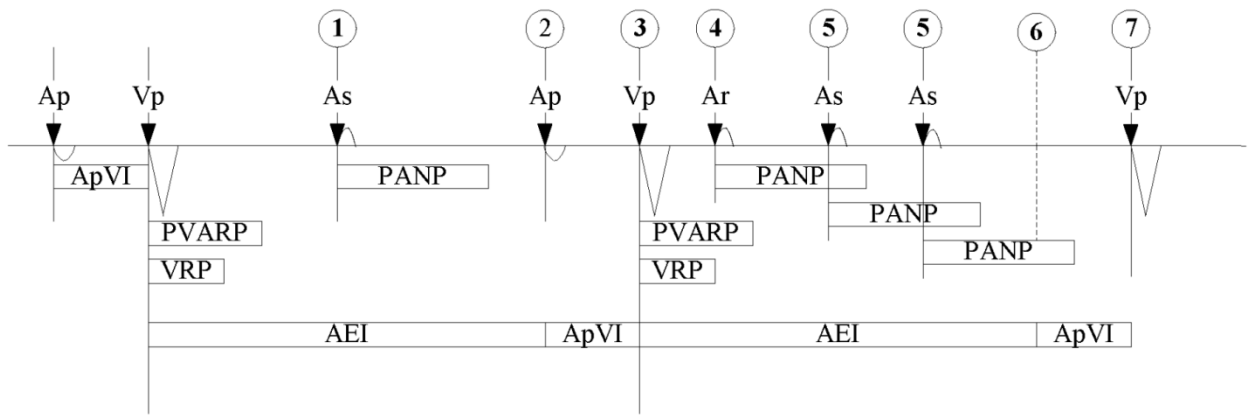 1 2 3 4 5 5 6 7
Ap Vp As Ap Vp Ar As As Vp
ApVI PANP PANP
PANP
PVARP PVARP PANP
VRP VRP
AEI ApVI AEI ApVI